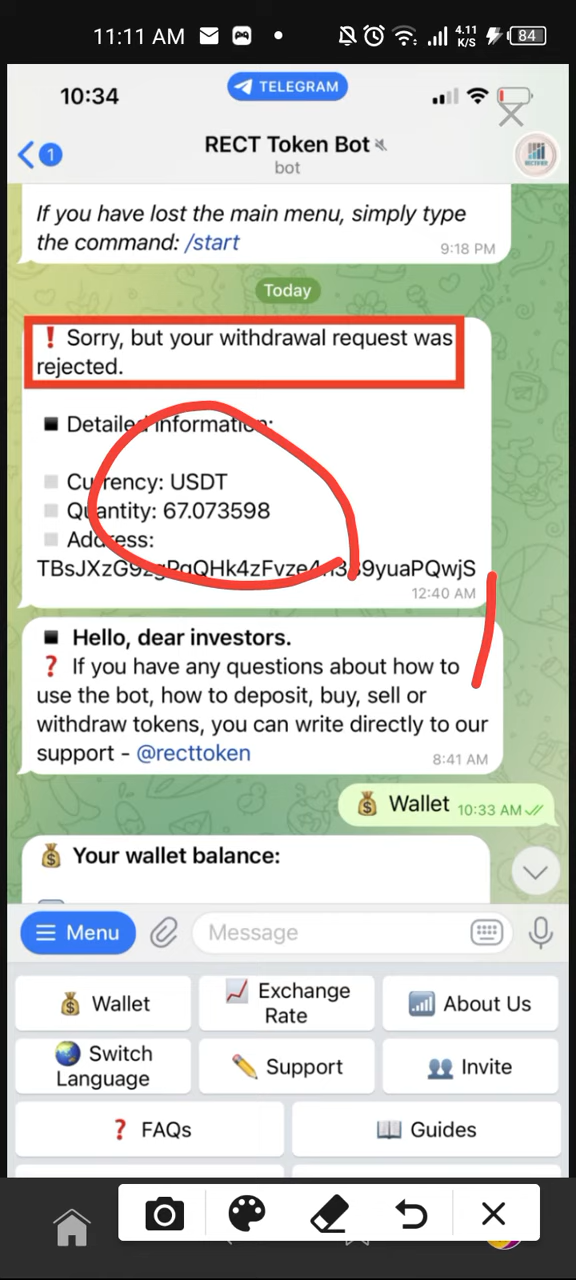 11:11 AM
4.11
K/S
84
10:34
TELEGRAM
1
RECT Token Bot
bot
If you have lost the main menu, simply type
the command: /start
9:18 PM
Today
❗ Sorry, but your withdrawal request was
rejected.
Detailed information:
Currency: USDT
Quantity: 67.073598
Address:
12:40 AM
Hello, dear investors.
❓ If you have any questions about how to
use the bot, how to deposit, buy, sell or
withdraw tokens, you can write directly to our
support - @recttoken
8:41 AM
💰 Wallet
10:33 AM
💰 Your wallet balance:
Menu
Message
💰 Wallet
📈 Exchange
Rate
📊 About Us
🌏 Switch
Language
✏️ Support
👥 Invite
❓ FAQs
📖 Guides